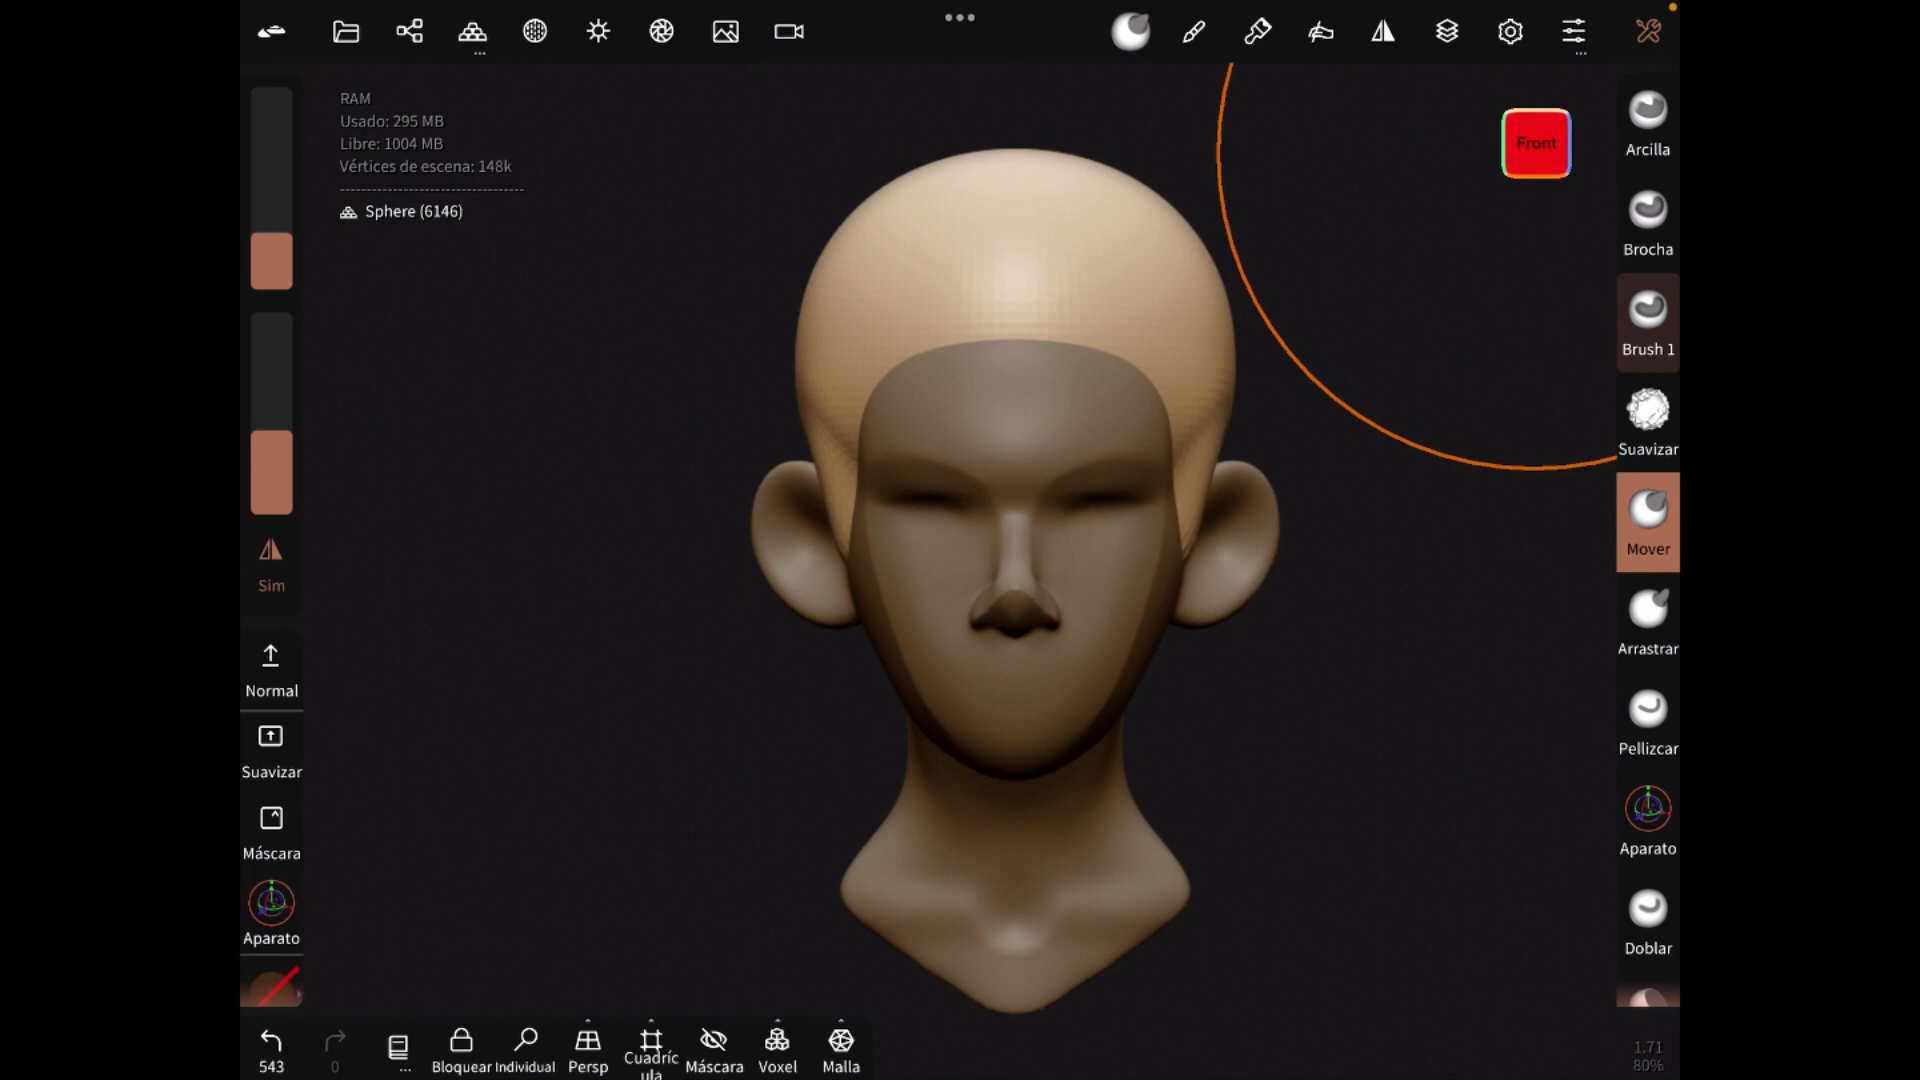 RAM
Usado: 295 MB
Libre: 1004 MB
Vértices de escena: 148k
------------------------------------
Sphere (6146)
Front
Arcilla
Brocha
Brush 1
Suavizar
Mover
Arrastrar
Pellizcar
Aparato
Doblar
Sim
Normal
Suavizar
Máscara
Aparato
543
0
...
Bloquear
Individual
Persp
Cuadríc
ula
Máscara
Voxel
Malla
1.71
80%